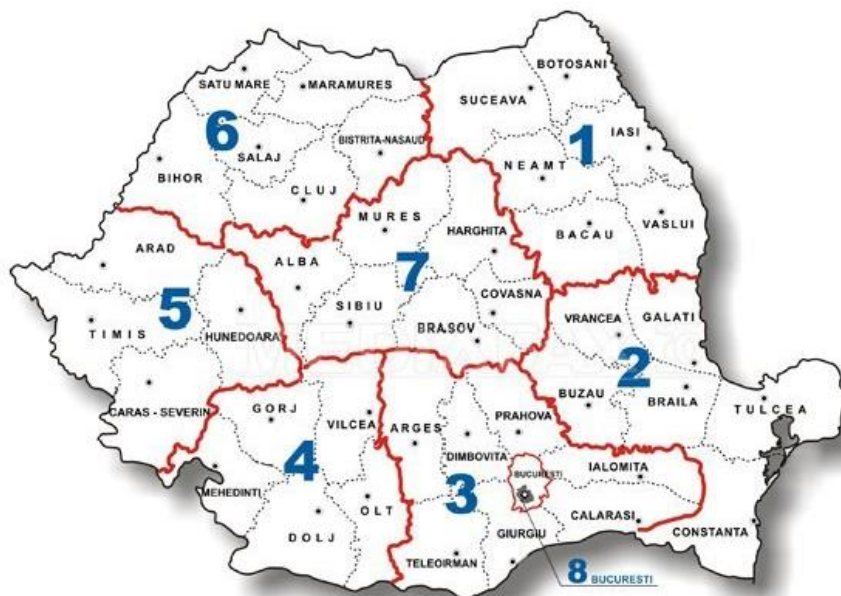 BOTOSANI
SATU MARE
MARAMURES
SUCEAVA
6
1
IASI
BISTRITA-NASAUD
SALAJ
NEAMT
BIHOR
CLUJ
MURES
VASLUI
HARGHITA
BACAU
ARAD
ALBA
7
5
COVASNA
SIBIU
VRANCEA
GALATI
TIMIS
HUNEDOARA
BRASOV
2
BUZAU
BRAILA
TULCEA
CARAS - SEVERIN
GORJ
PRAHOVA
VILCEA
ARGES
4
DIMBOVITA
IALOMITA
BUCURESTI
3
MEHEDINTI
OLT
CALARASI
DOLJ
GIURGIU
CONSTANTA
TELEORMAN
8 BUCURESTI